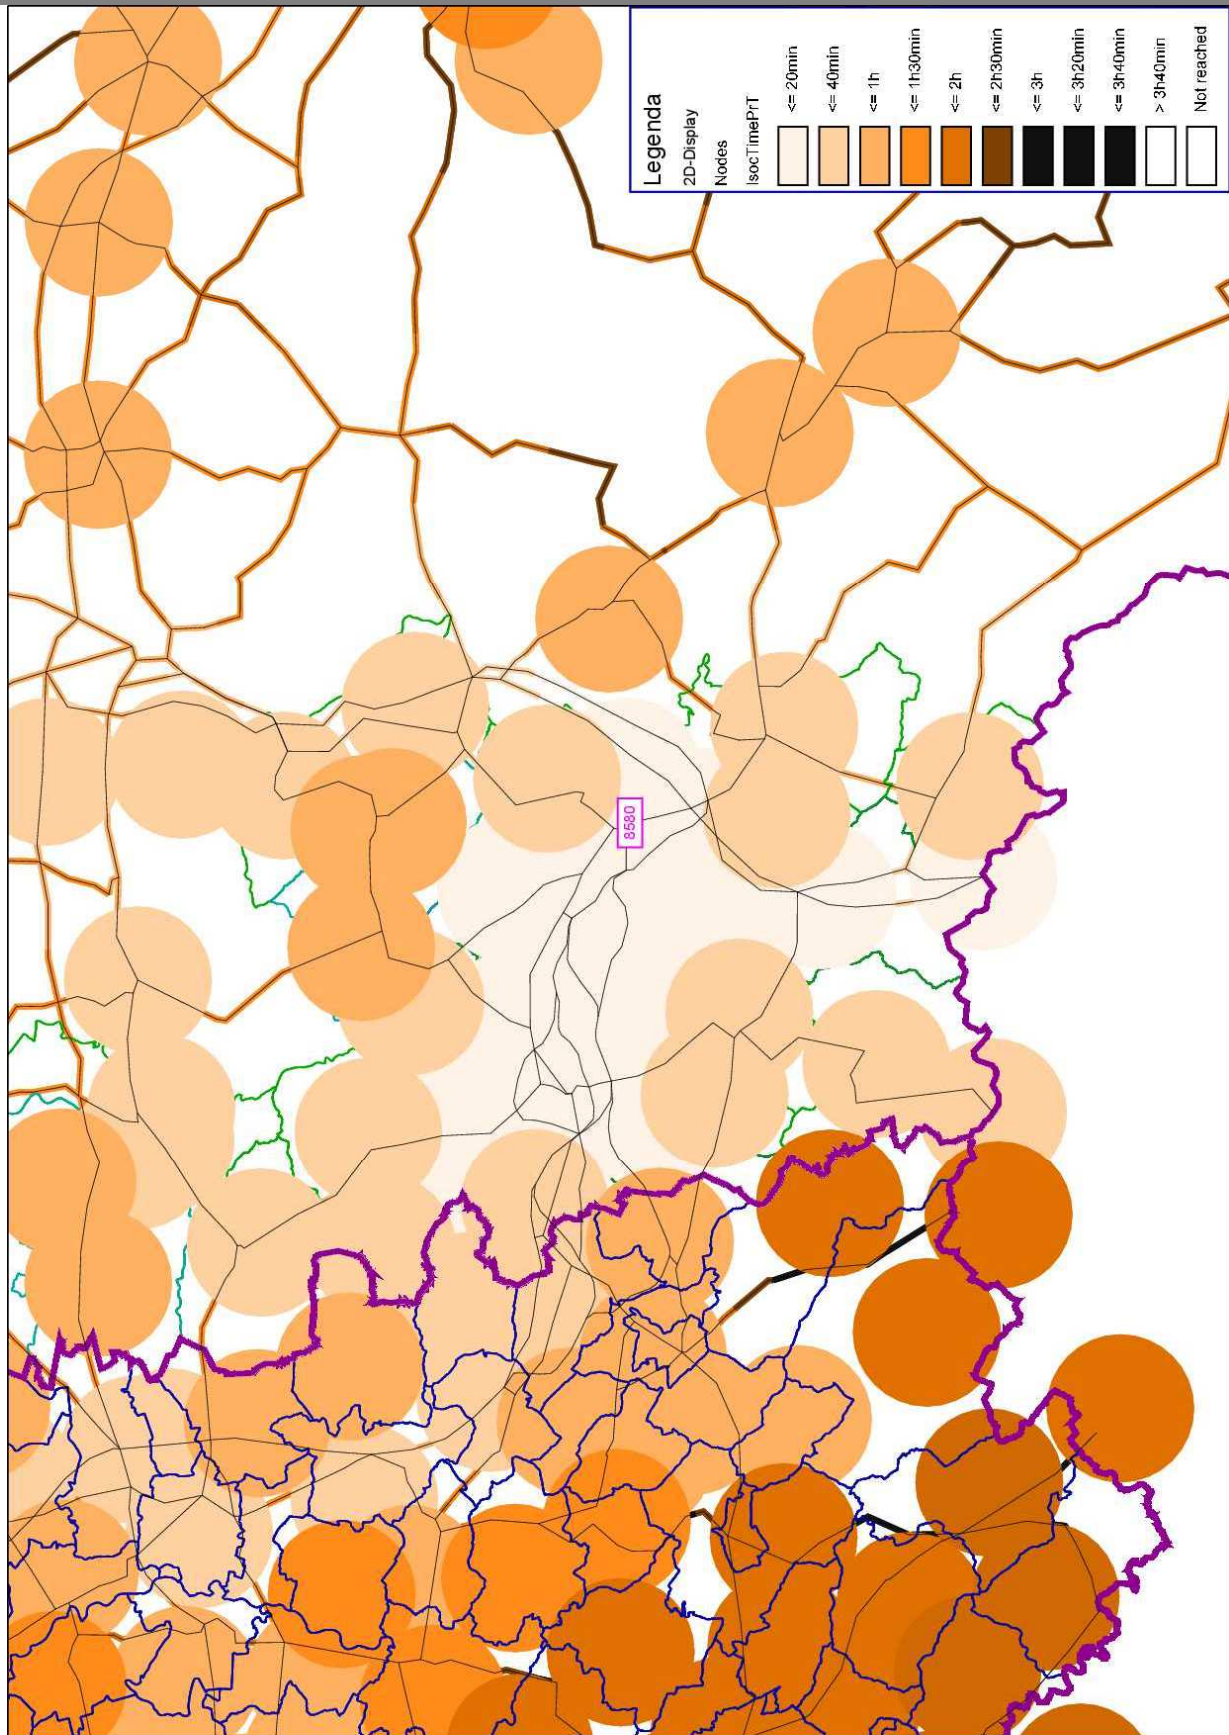 Legenda
2D-Display
Nodes
IsocTimePrT
<= 20min
<= 40min
<= 1h
<= 1h30min
<= 2h
<= 2h30min
<= 3h
<= 3h20min
<= 3h40min
> 3h40min
Not reached
8580